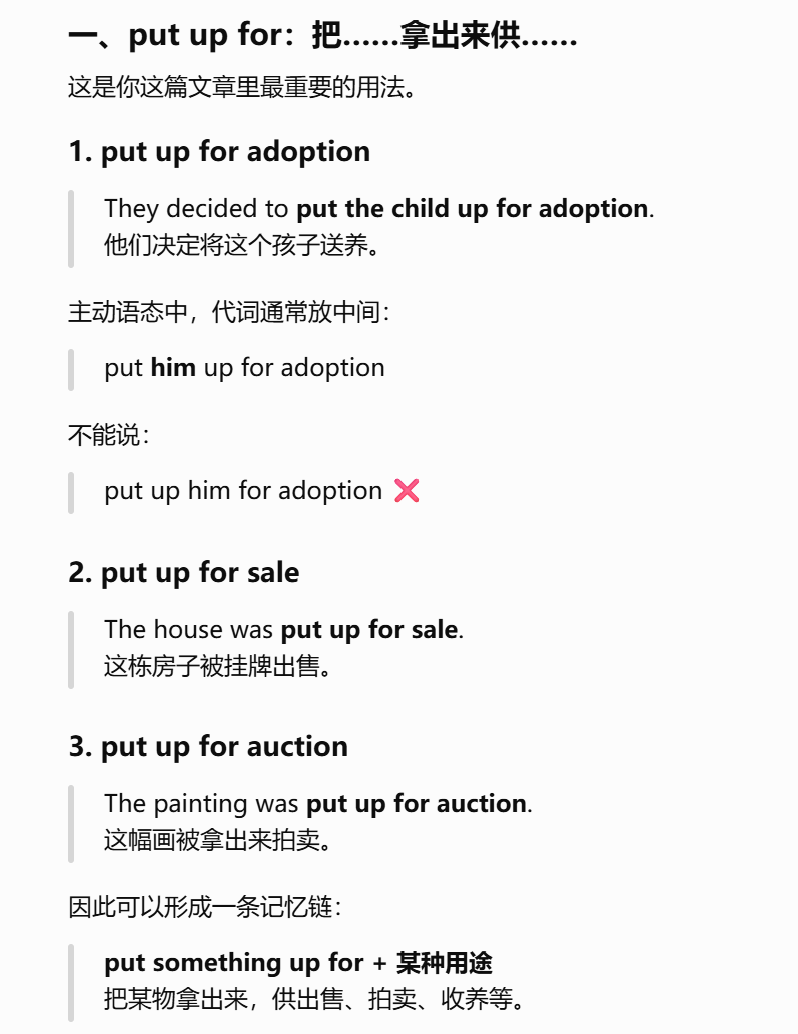 一、put up for：把……拿出来供……
这是你这篇文章里最重要的用法。
1. put up for adoption
They decided to put the child up for adoption.
他们决定将这个孩子送养。
主动语态中，代词通常放中间：
put him up for adoption
不能说：
put up him for adoption ❌
2. put up for sale
The house was put up for sale.
这栋房子被挂牌出售。
3. put up for auction
The painting was put up for auction.
这幅画被拿出来拍卖。
因此可以形成一条记忆链：
put something up for + 某种用途
把某物拿出来，供出售、拍卖、收养等。